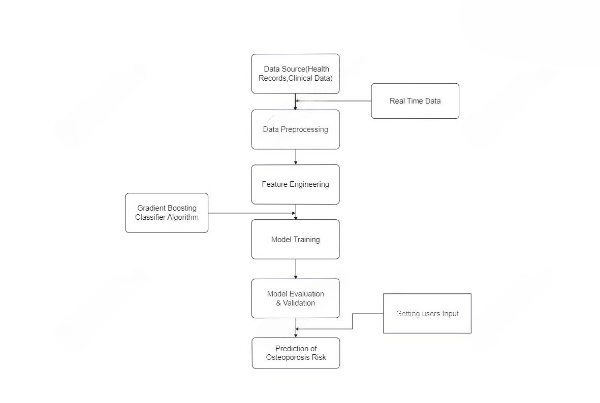 Data Source(Health
Records,Clinical Data)
Real Time Data
Data Preprocessing
Feature Engineering
Gradient Boosting
Classifier Algorithm
Model Training
Model Evaluation
& Validation
Getting users Input
Prediction of
Osteoporosis Risk